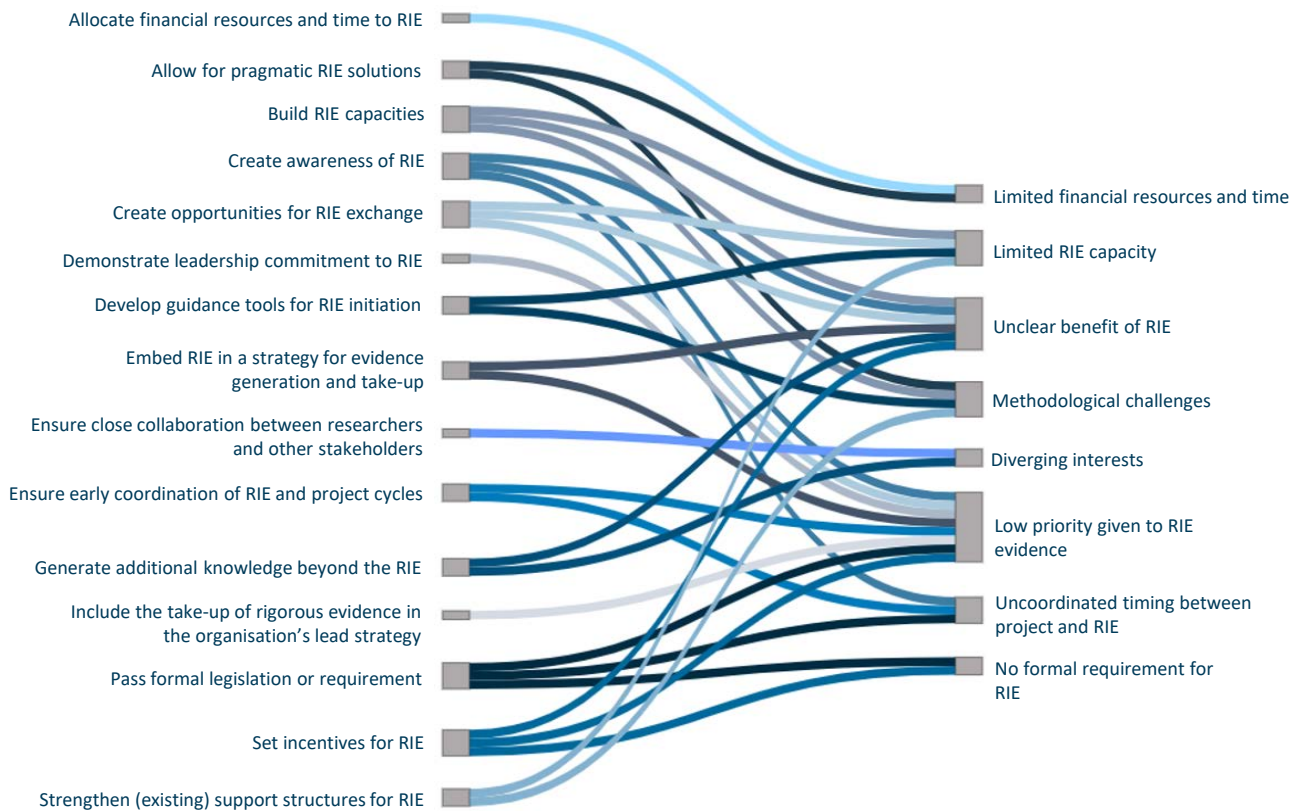 Allocate financial resources and time to RIE
Allow for pragmatic RIE solutions
Build RIE capacities
Create awareness of RIE
Create opportunities for RIE exchange
Demonstrate leadership commitment to RIE
Develop guidance tools for RIE initiation
Embed RIE in a strategy for evidence
generation and take-up
Ensure close collaboration between researchers
and other stakeholders
Ensure early coordination of RIE and project cycles
Generate additional knowledge beyond the RIE
Include the take-up of rigorous evidence in
the organisation’s lead strategy
Pass formal legislation or requirement
Set incentives for RIE
Strengthen (existing) support structures for RIE
Limited financial resources and time
Limited RIE capacity
Unclear benefit of RIE
Methodological challenges
Diverging interests
Low priority given to RIE
evidence
Uncoordinated timing between
project and RIE
No formal requirement for
RIE